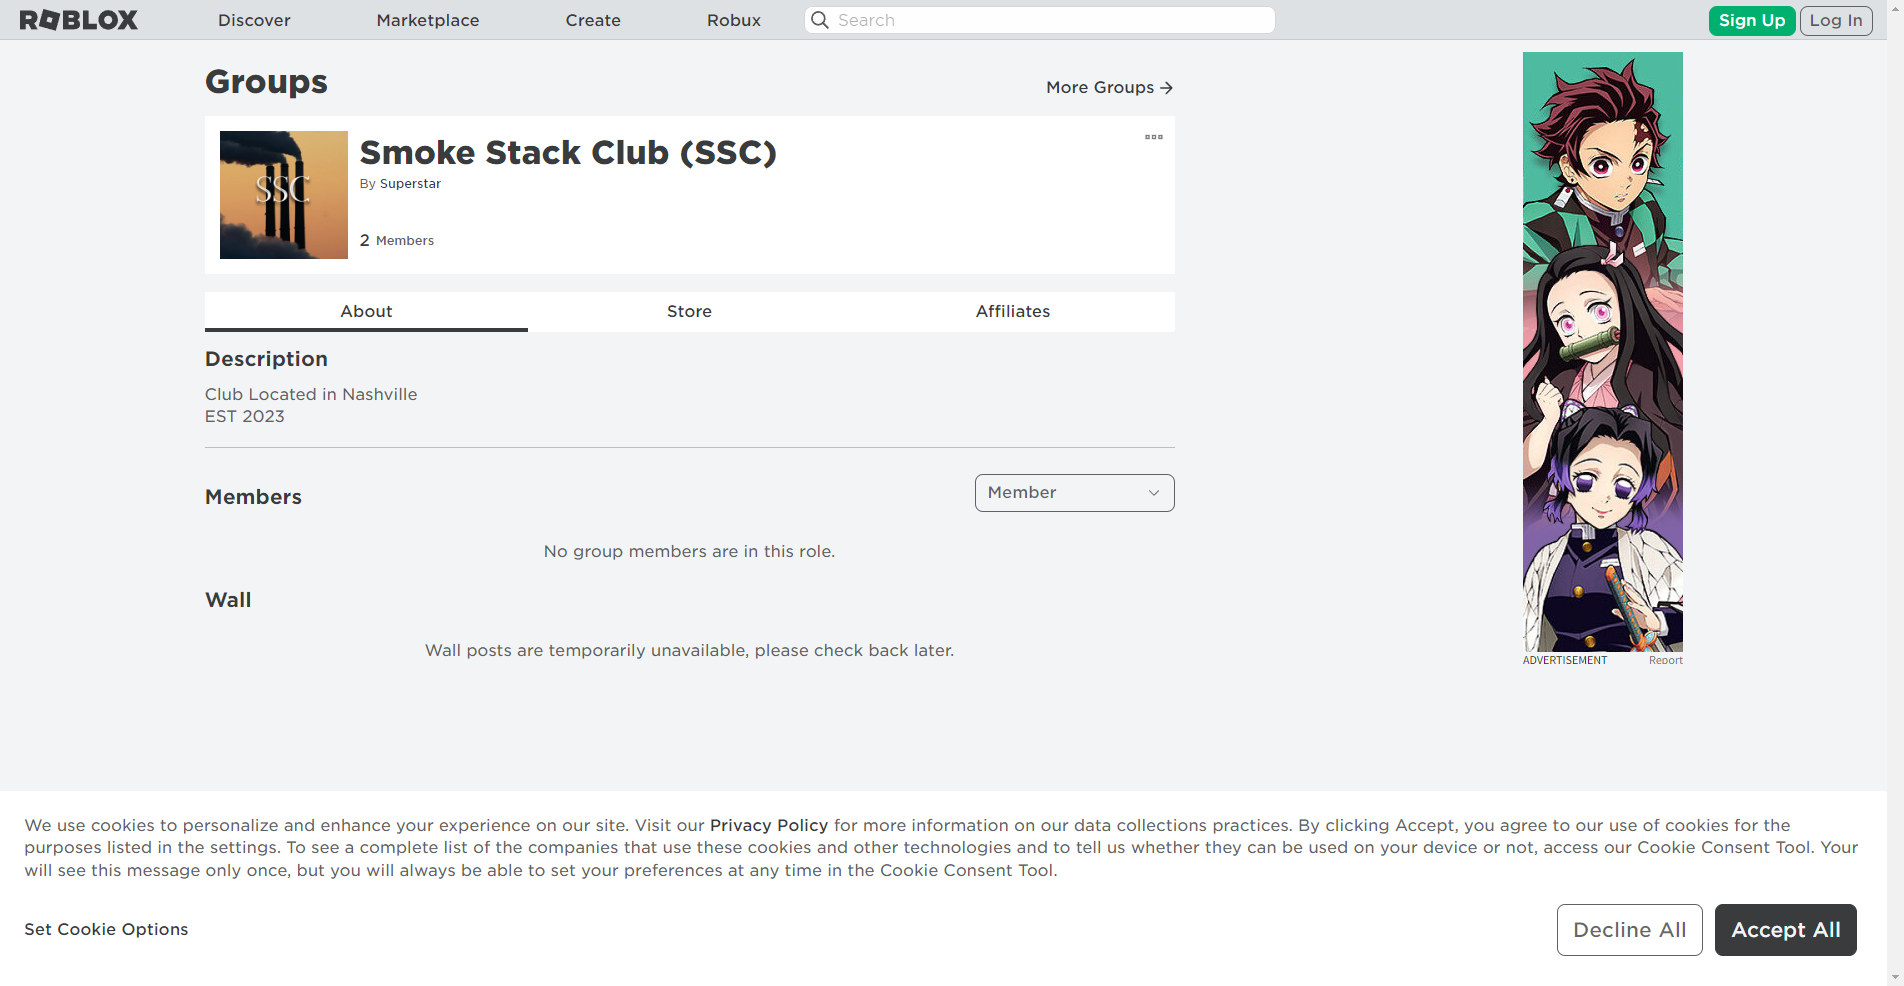 ROBLOX
Discover
Marketplace
Create
Robux
Search
Sign Up
Log In
Groups
More Groups
SSC
Smoke Stack Club (SSC)
By Superstar
2 Members
About
Store
Affiliates
Description
Club Located in Nashville
EST 2023
Members
Member
No group members are in this role.
Wall
Wall posts are temporarily unavailable, please check back later.
ADVERTISEMENT
Report
We use cookies to personalize and enhance your experience on our site. Visit our Privacy Policy for more information on our data collections practices. By clicking Accept, you agree to our use of cookies for the
purposes listed in the settings. To see a complete list of the companies that use these cookies and other technologies and to tell us whether they can be used on your device or not, access our Cookie Consent Tool. Your
will see this message only once, but you will always be able to set your preferences at any time in the Cookie Consent Tool.
Set Cookie Options
Decline All
Accept All